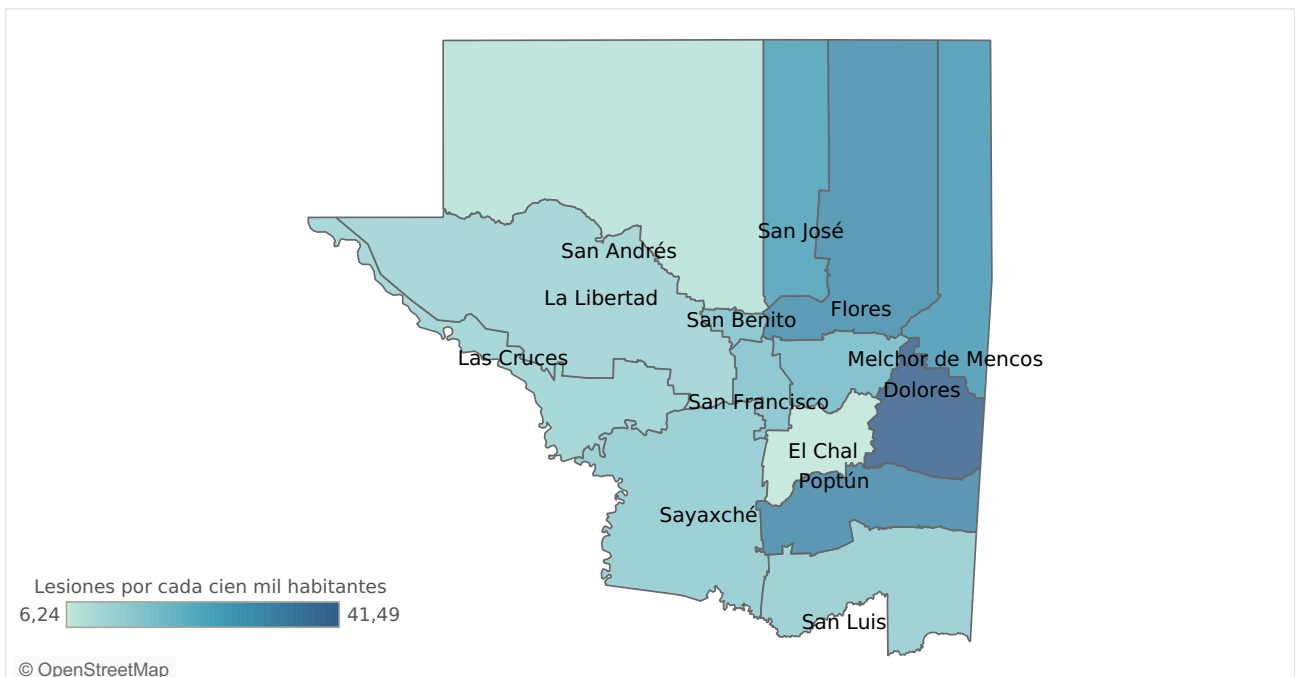 San José
San Andrés
La Libertad
Flores
San Benito
Las Cruces
Melchor de Mencos
Dolores
San Francisco
El Chal
Poptún
Sayaxché
San Luis
Lesiones por cada cien mil habitantes
6,24 41,49
© OpenStreetMap